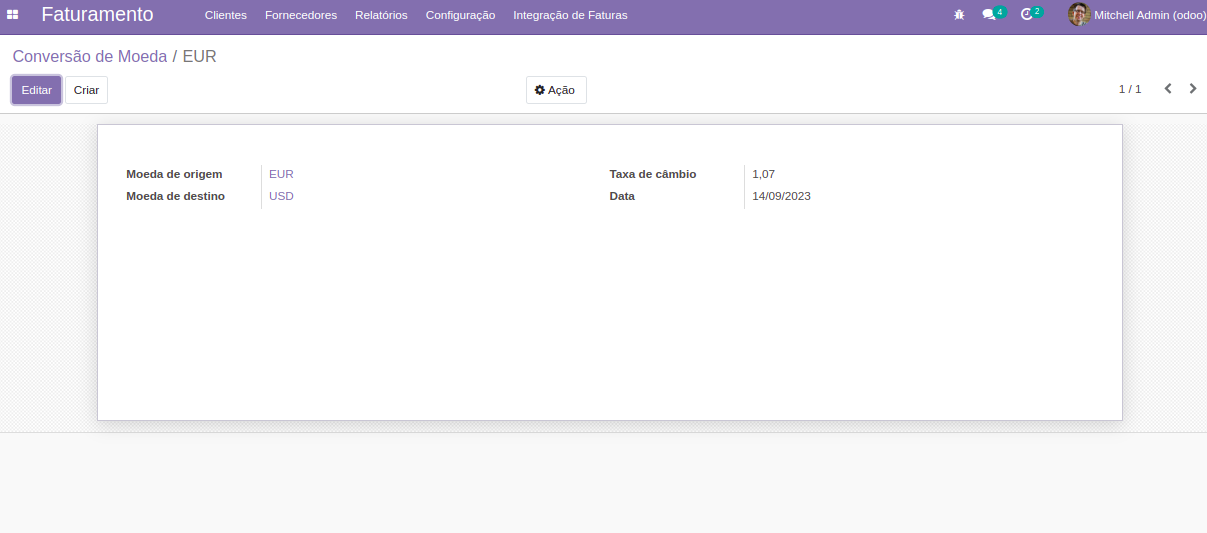 Faturamento Clientes Fornecedores Relatórios Configuração Integração de Faturas 4 2 Mitchell Admin (odoo)
Conversão de Moeda / EUR
Editar Criar Ação 1 / 1
Moeda de origem EUR Taxa de câmbio 1,07
Moeda de destino USD Data 14/09/2023